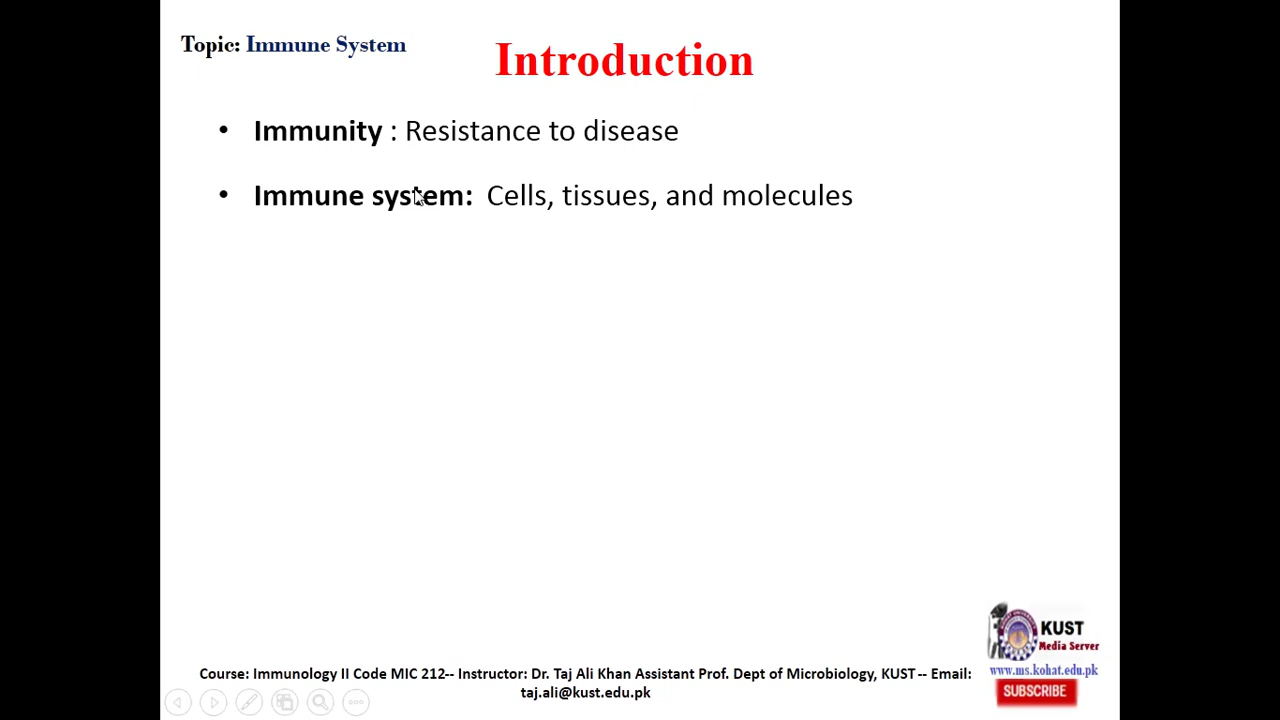 Topic: Immune System
Introduction
• Immunity : Resistance to disease
• Immune system: Cells, tissues, and molecules
KUST
Media Server
www.ms.kohat.edu.pk
SUBSCRIBE
Course: Immunology II Code MIC 212-- Instructor: Dr. Taj Ali Khan Assistant Prof. Dept of Microbiology, KUST -- Email:
taj.ali@kust.edu.pk